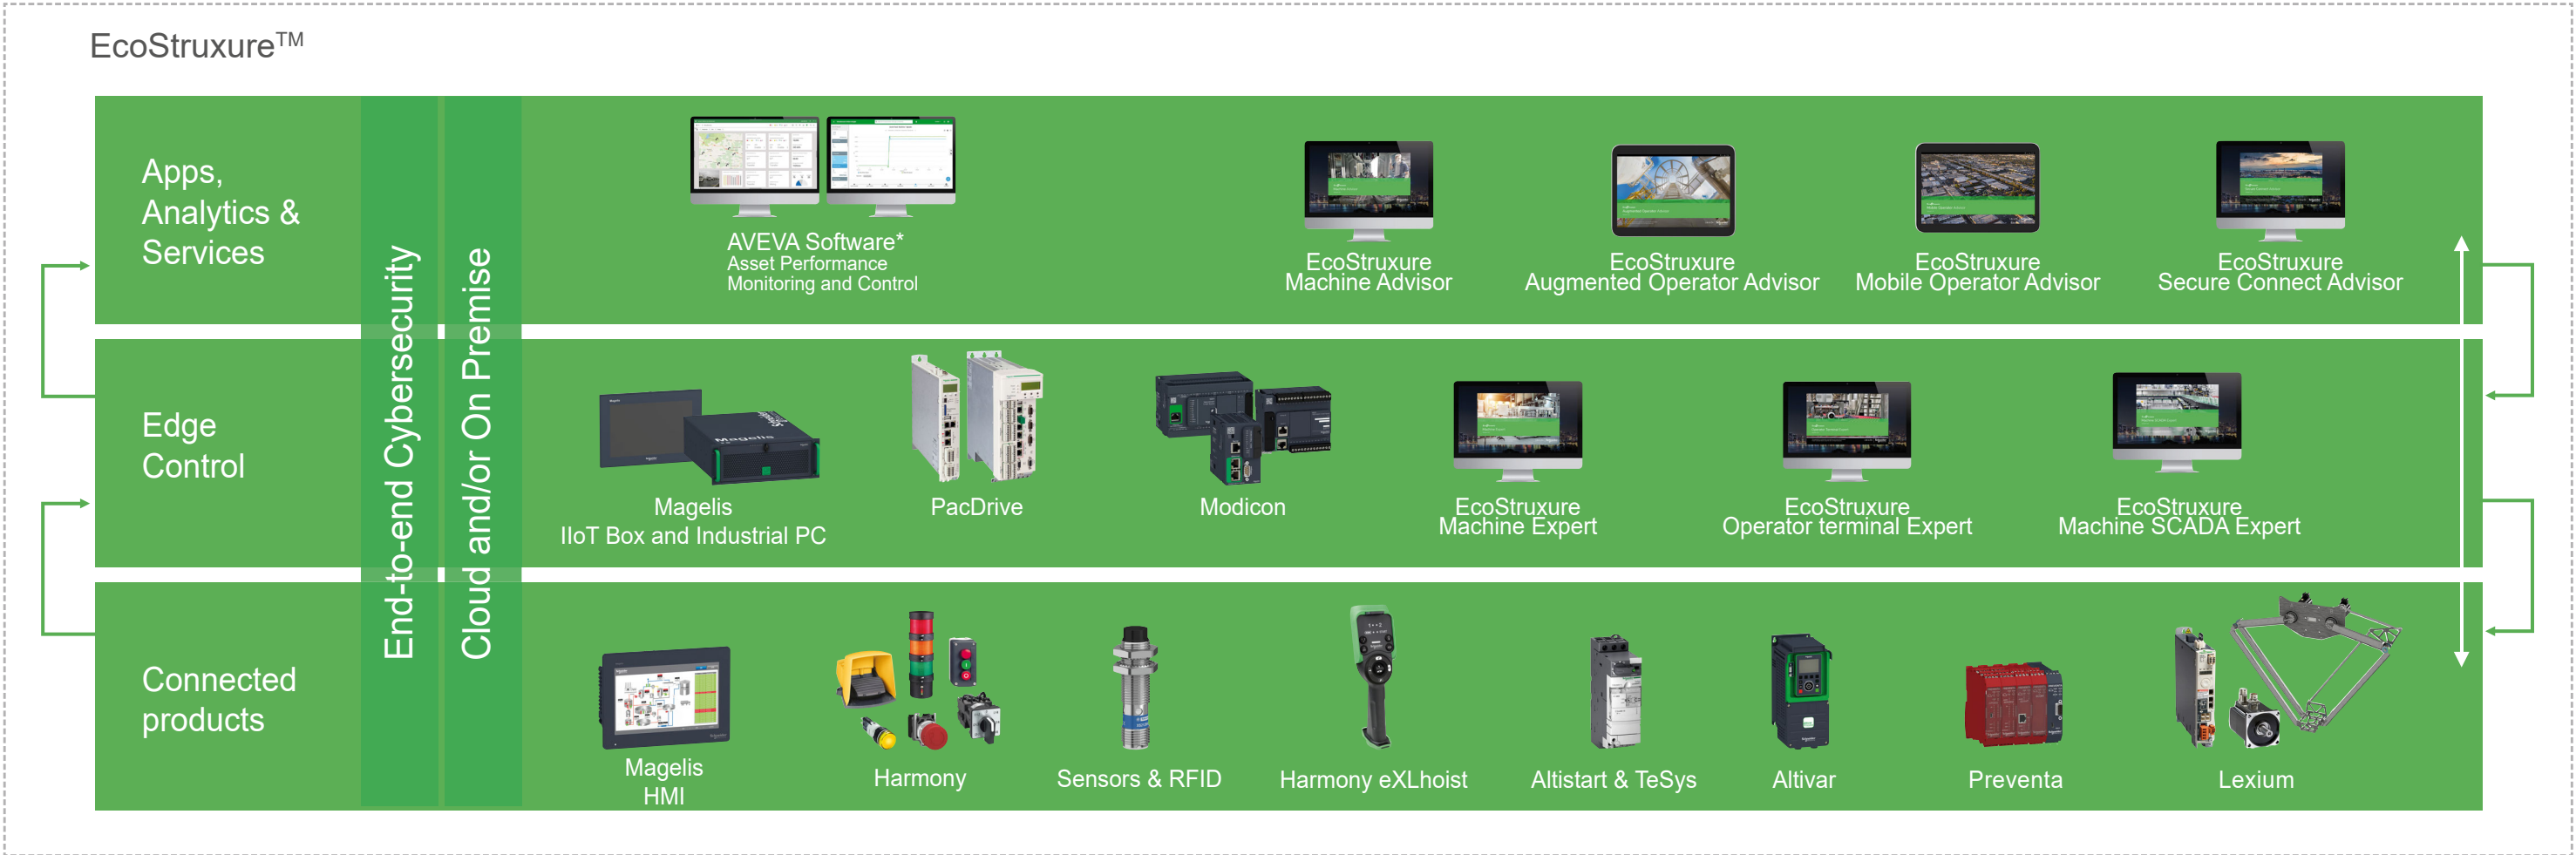 EcoStruxure™
Apps,
Analytics &
Services
End-to-end Cybersecurity
Cloud and/or On Premise
AVEVA Software*
Asset Performance
Monitoring and Control
EcoStruxure
Machine Advisor
EcoStruxure
Augmented Operator Advisor
EcoStruxure
Mobile Operator Advisor
EcoStruxure
Secure Connect Advisor
Edge
Control
Magelis
Magelis
IIoT Box and Industrial PC
PacDrive
Modicon
EcoStruxure
Machine Expert
EcoStruxure
Operator terminal Expert
EcoStruxure
Machine SCADA Expert
Connected
products
Magelis
HMI
Harmony
Sensors & RFID
Harmony eXLhoist
Altistart & TeSys
Altivar
Preventa
Lexium